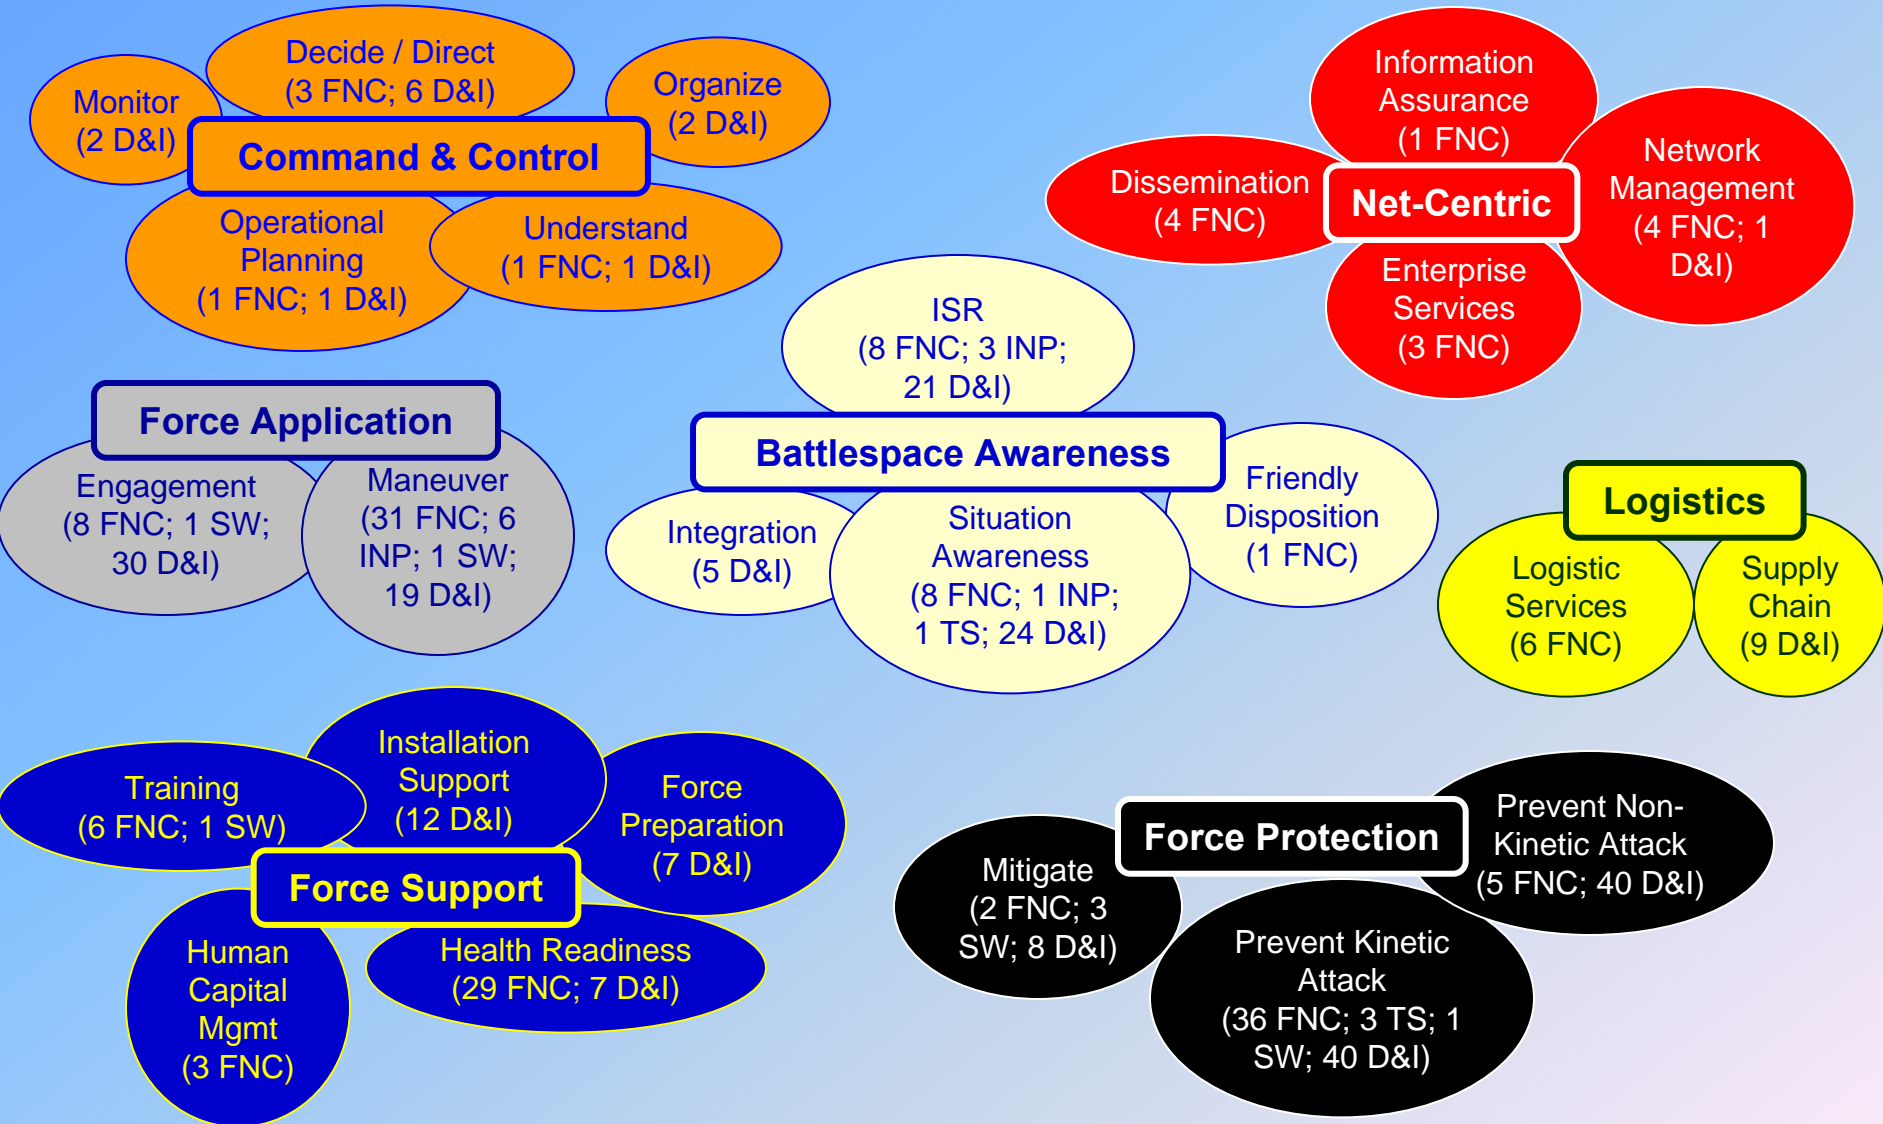 Decide / Direct
(3 FNC; 6 D&I)
Monitor
(2 D&I)
Organize
(2 D&I)
Command & Control
Operational
Planning
(1 FNC; 1 D&I)
Understand
(1 FNC; 1 D&I)
Information
Assurance
(1 FNC)
Dissemination
(4 FNC)
Net-Centric
Network
Management
(4 FNC; 1
D&I)
Enterprise
Services
(3 FNC)
Force Application
Engagement
(8 FNC; 1 SW;
30 D&I)
Maneuver
(31 FNC; 6
INP; 1 SW;
19 D&I)
ISR
(8 FNC; 3 INP;
21 D&I)
Battlespace Awareness
Integration
(5 D&I)
Situation
Awareness
(8 FNC; 1 INP;
1 TS; 24 D&I)
Friendly
Disposition
(1 FNC)
Logistics
Logistic
Services
(6 FNC)
Supply
Chain
(9 D&I)
Training
(6 FNC; 1 SW)
Installation
Support
(12 D&I)
Force
Preparation
(7 D&I)
Force Support
Human
Capital
Mgmt
(3 FNC)
Health Readiness
(29 FNC; 7 D&I)
Force Protection
Mitigate
(2 FNC; 3
SW; 8 D&I)
Prevent Kinetic
Attack
(36 FNC; 3 TS; 1
SW; 40 D&I)
Prevent Non-
Kinetic Attack
(5 FNC; 40 D&I)